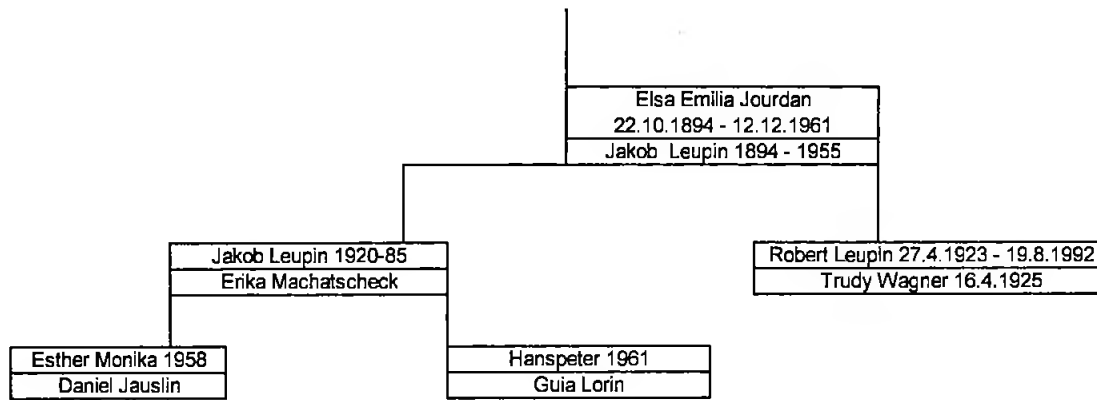 Elsa Emilia Jourdan
22.10.1894 - 12.12.1961
Jakob Leupin 1894 - 1955
Jakob Leupin 1920-85
Erika Machatscheck
Robert Leupin 27.4.1923 - 19.8.1992
Trudy Wagner 16.4.1925
Esther Monika 1958
Daniel Jauslin
Hanspeter 1961
Guia Lorin